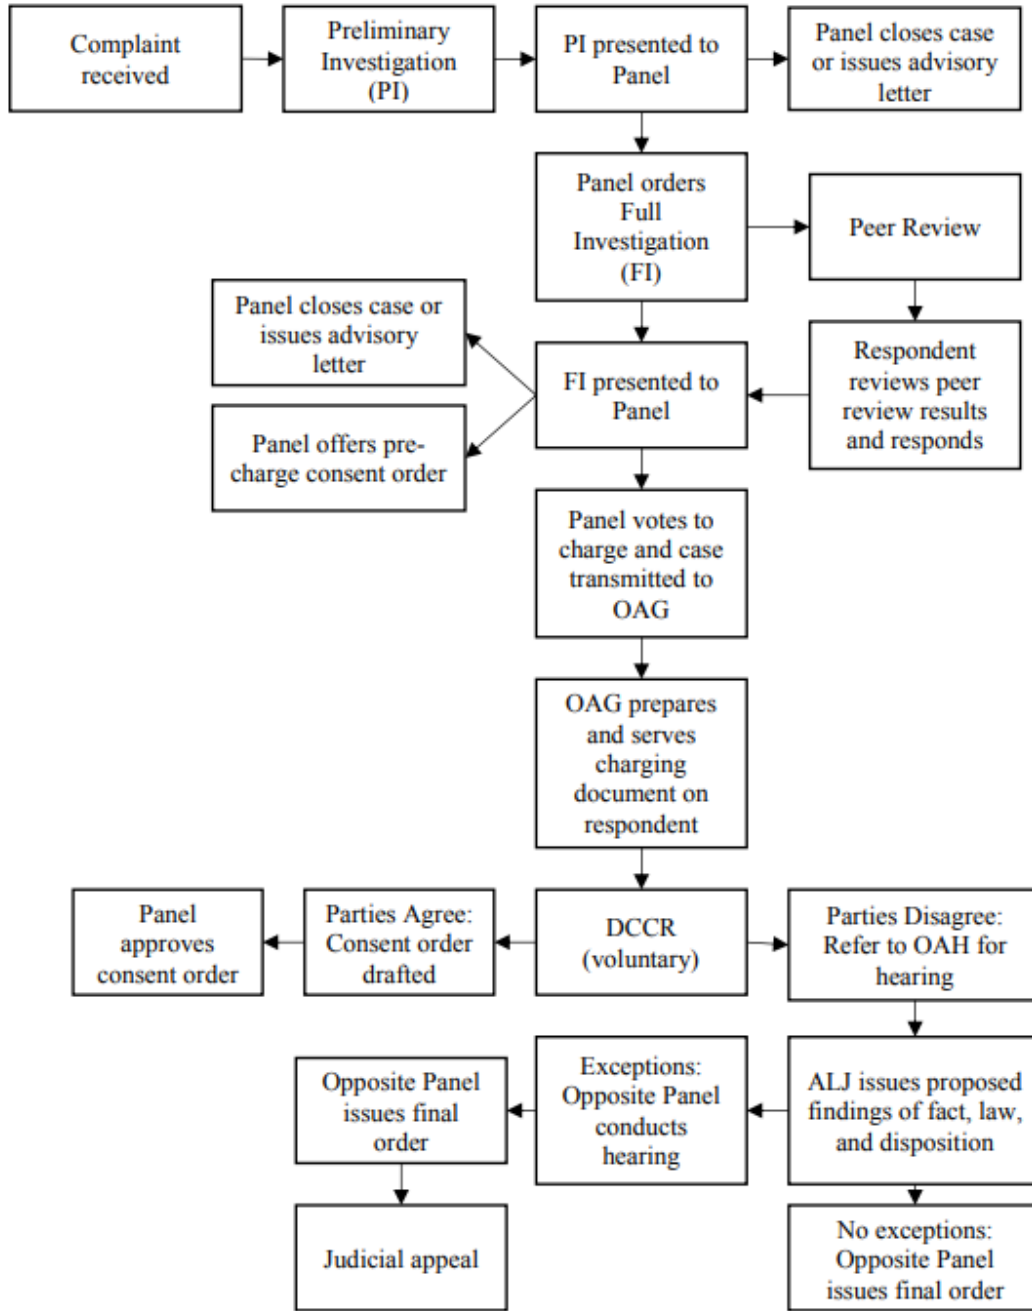 Complaint
received
Preliminary
Investigation
(PI)
PI presented to
Panel
Panel closes case
or issues advisory
letter
Panel orders
Full
Investigation
(FI)
Peer Review
Panel closes case or
issues advisory
letter
FI presented to
Panel
Respondent
reviews peer
review results
and responds
Panel offers pre-
charge consent order
Panel votes to
charge and case
transmitted to
OAG
OAG prepares
and serves
charging
document on
respondent
Panel
approves
consent order
Parties Agree:
Consent order
drafted
DCCR
(voluntary)
Parties Disagree:
Refer to OAH for
hearing
Opposite Panel
issues final
order
Exceptions:
Opposite Panel
conducts
hearing
ALJ issues proposed
findings of fact, law,
and disposition
Judicial appeal
No exceptions:
Opposite Panel
issues final order